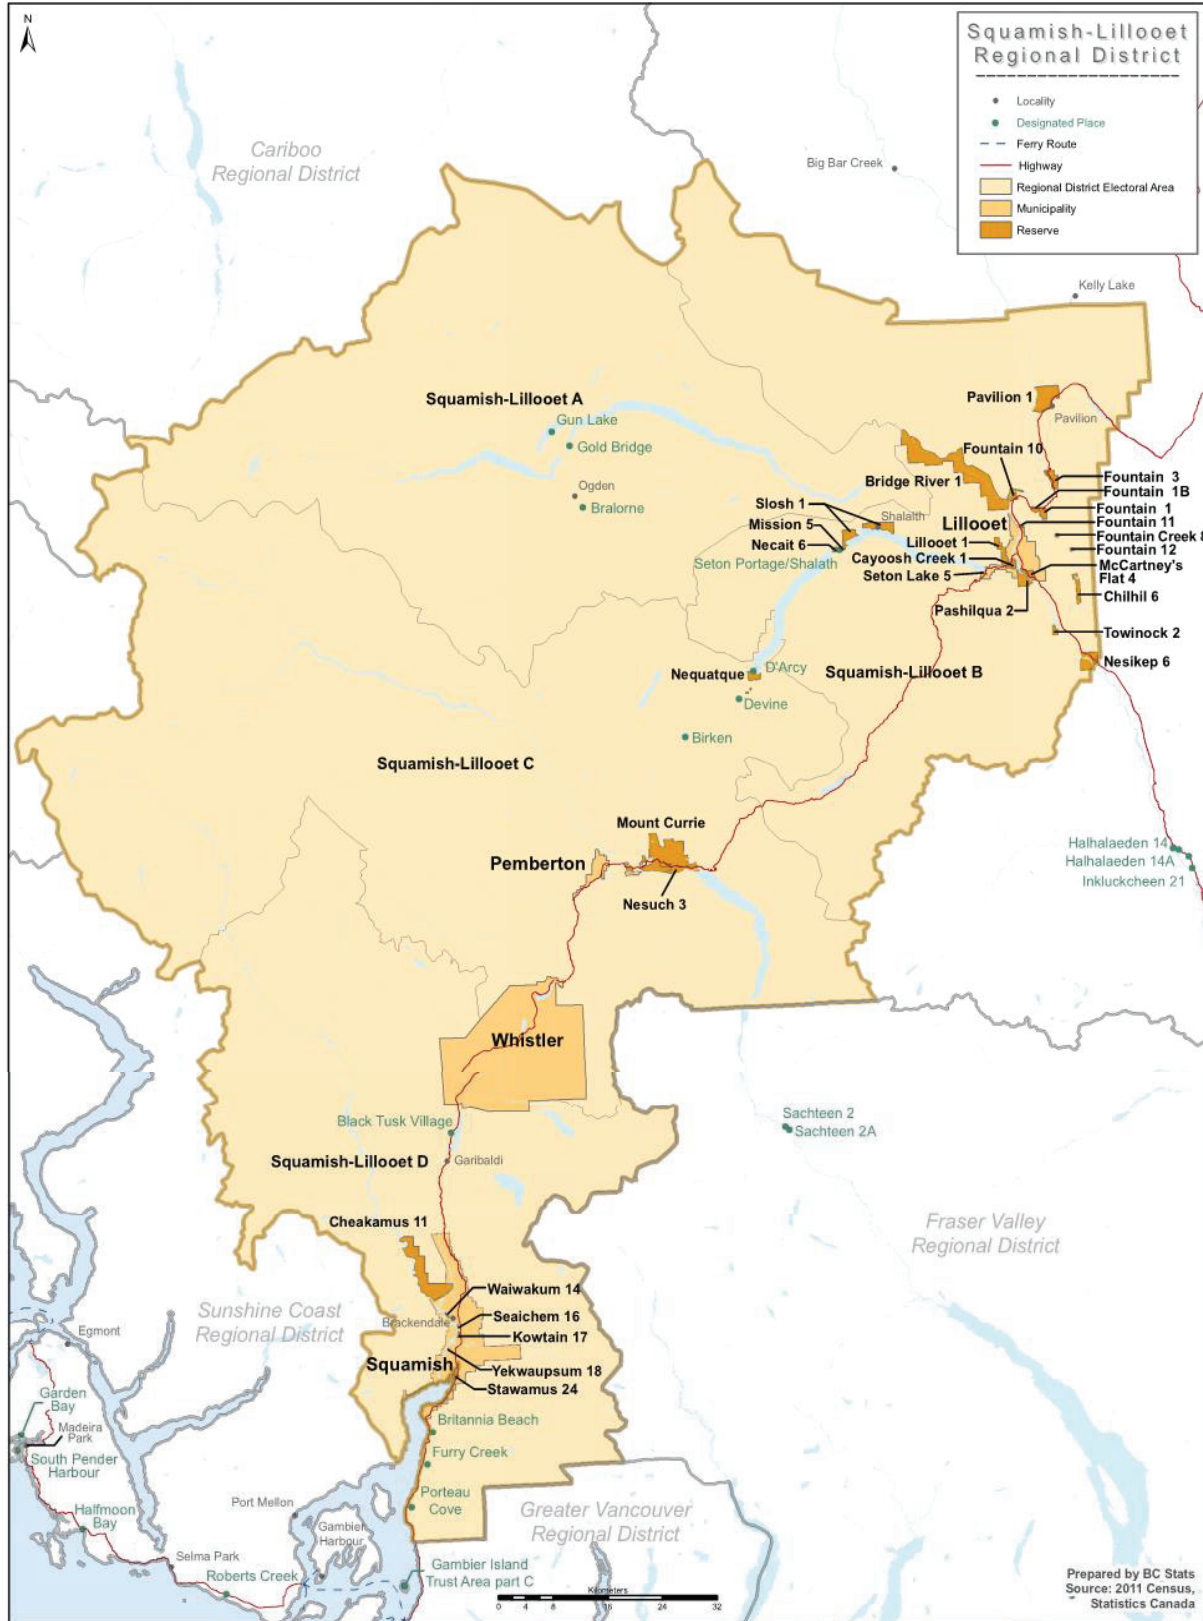 N
Squamish-Lillooet
Regional District
Locality
Designated Place
Ferry Route
Highway
Regional District Electoral Area
Municipality
Reserve
Cariboo
Regional District
Big Bar Creek
Kelly Lake
Squamish-Lillooet A
Gun Lake
Gold Bridge
Ogden
Bralorne
Pavilion 1
Pavilion
Fountain 10
Bridge River 1
Fountain 3
Fountain 1B
Fountain 1
Fountain 11
Fountain Creek 8
Fountain 12
McCartney's
Flat 4
Chilhil 6
Towinock 2
Nesikep 6
Slosh 1
Shalalth
Mission 5
Necait 6
Seton Portage/Shalath
Lillooet
Lillooet 1
Cayoosh Creek 1
Seton Lake 5
Pashilqua 2
Nequatque
D'Arcy
Devine
Birken
Squamish-Lillooet B
Squamish-Lillooet C
Mount Currie
Pemberton
Nesuch 3
Halhalaeden 14
Halhalaeden 14A
Inkluckcheen 21
Whistler
Black Tusk Village
Squamish-Lillooet D
Garibaldi
Sachteen 2
Sachteen 2A
Cheakamus 11
Fraser Valley
Regional District
Waiwakum 14
Brackendale
Seaichem 16
Kowtain 17
Squamish
Yekwaupsum 18
Stawamus 24
Sunshine Coast
Regional District
Egmont
Garden
Bay
Madeira
Park
South Pender
Harbour
Halfmoon
Bay
Britannia Beach
Furry Creek
Porteau
Cove
Port Mellon
Gambier
Harbour
Selma Park
Roberts Creek
Gambier Island
Trust Area part C
Greater Vancouver
Regional District
Kilometers
0 4 8 16 24 32
Prepared by BC Stats
Source: 2011 Census,
Statistics Canada